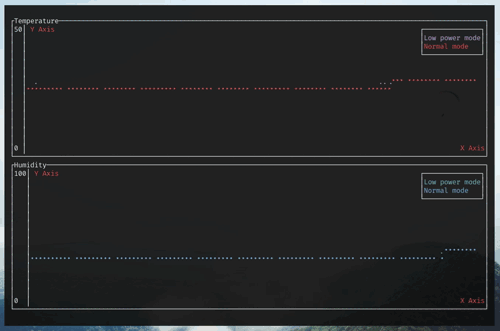 Temperature
50
Y Axis
Low power mode
Normal mode
0
X Axis
Humidity
100
Y Axis
Low power mode
Normal mode
0
X Axis